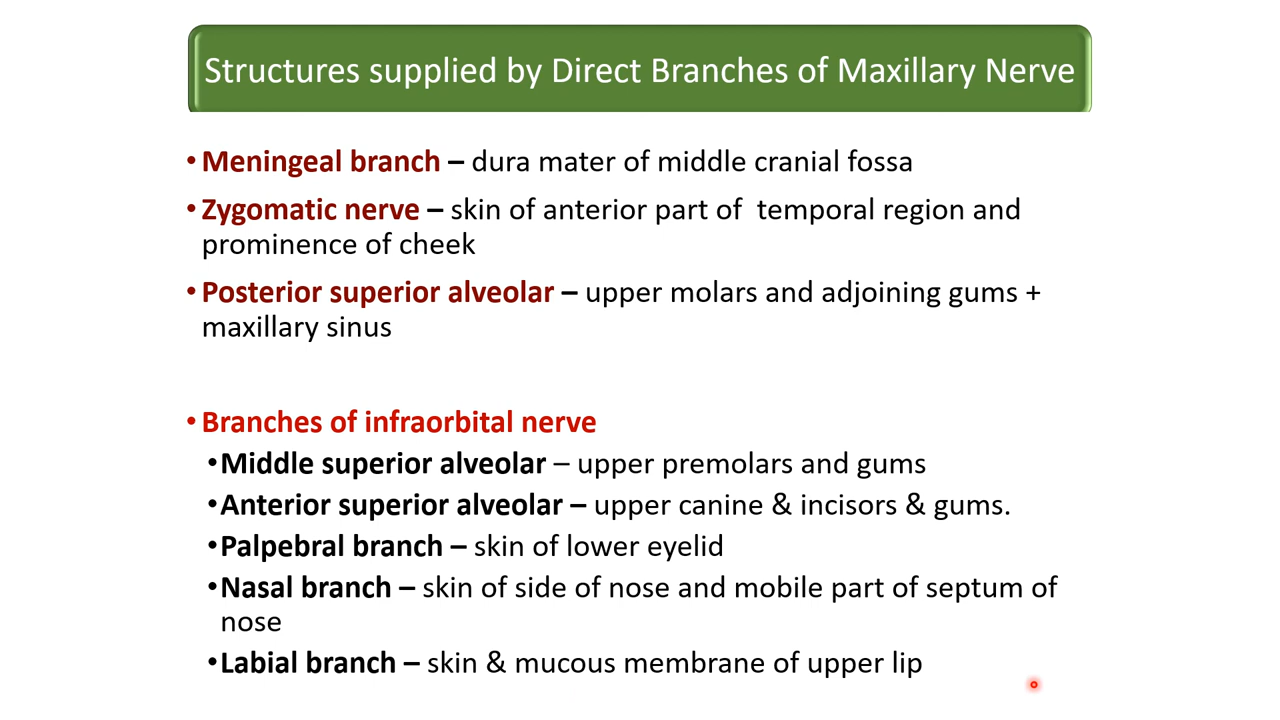 Structures supplied by Direct Branches of Maxillary Nerve
• Meningeal branch – dura mater of middle cranial fossa
• Zygomatic nerve – skin of anterior part of  temporal region and
prominence of cheek
• Posterior superior alveolar – upper molars and adjoining gums +
maxillary sinus
• Branches of infraorbital nerve
• Middle superior alveolar – upper premolars and gums
• Anterior superior alveolar – upper canine & incisors & gums.
• Palpebral branch – skin of lower eyelid
• Nasal branch – skin of side of nose and mobile part of septum of
nose
• Labial branch – skin & mucous membrane of upper lip